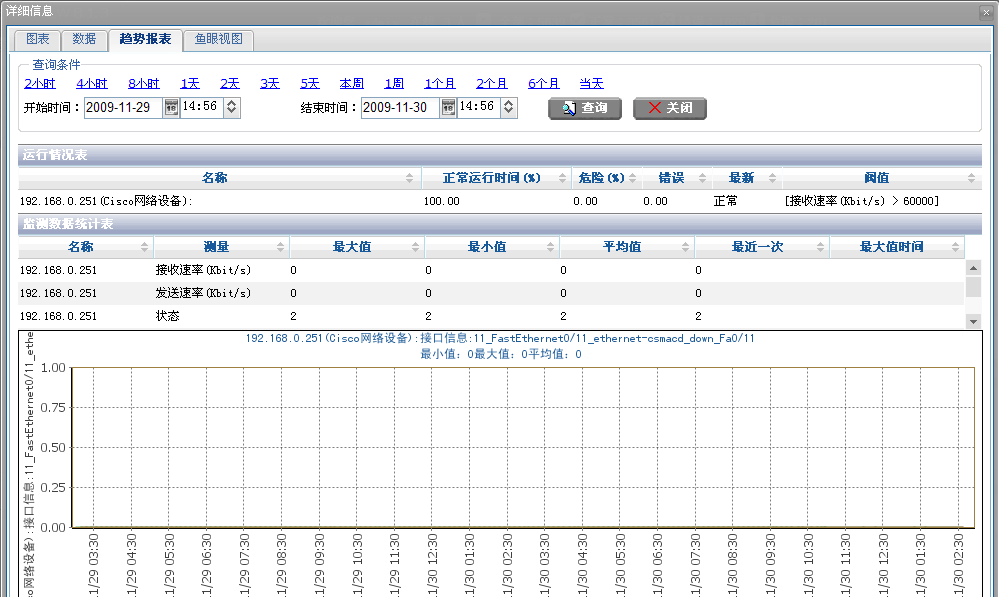 详细信息
图表 数据 趋势报表 鱼眼视图
查询条件
2小时 4小时 8小时 1天 2天 3天 5天 本周 1周 1个月 2个月 6个月 当天
开始时间： 2009-11-29 14:56 结束时间： 2009-11-30 14:56 查询 关闭
运行情况表
名称 正常运行时间(%) 危险(%) 错误 最新 阈值
192.168.0.251(Cisco网络设备): 100.00 0.00 0.00 正常 [接收速率(Kbit/s) > 60000]
监测数据统计表
名称 测量 最大值 最小值 平均值 最近一次 最大值时间
192.168.0.251 接收速率(Kbit/s) 0 0 0 0
192.168.0.251 发送速率(Kbit/s) 0 0 0 0
192.168.0.251 状态 2 2 2 2
192.168.0.251(Cisco网络设备):接口信息:11_FastEthernet0/11_ethernet-csmacd_down_Fa0/11
最小值: 0最大值: 0平均值: 0
co网络设备):接口信息:11_FastEthernet0/11_ethe
1.00
0.75
0.50
0.25
0.00
1/29 03:30 1/29 04:30 1/29 05:30 1/29 06:30 1/29 07:30 1/29 08:30 1/29 09:30 1/29 10:30 1/29 11:30 1/30 12:30 1/30 01:30 1/30 02:30 1/30 03:30 1/30 04:30 1/30 05:30 1/30 06:30 1/30 07:30 1/30 08:30 1/30 09:30 1/30 10:30 1/30 11:30 1/30 12:30 1/30 01:30 1/30 02:30